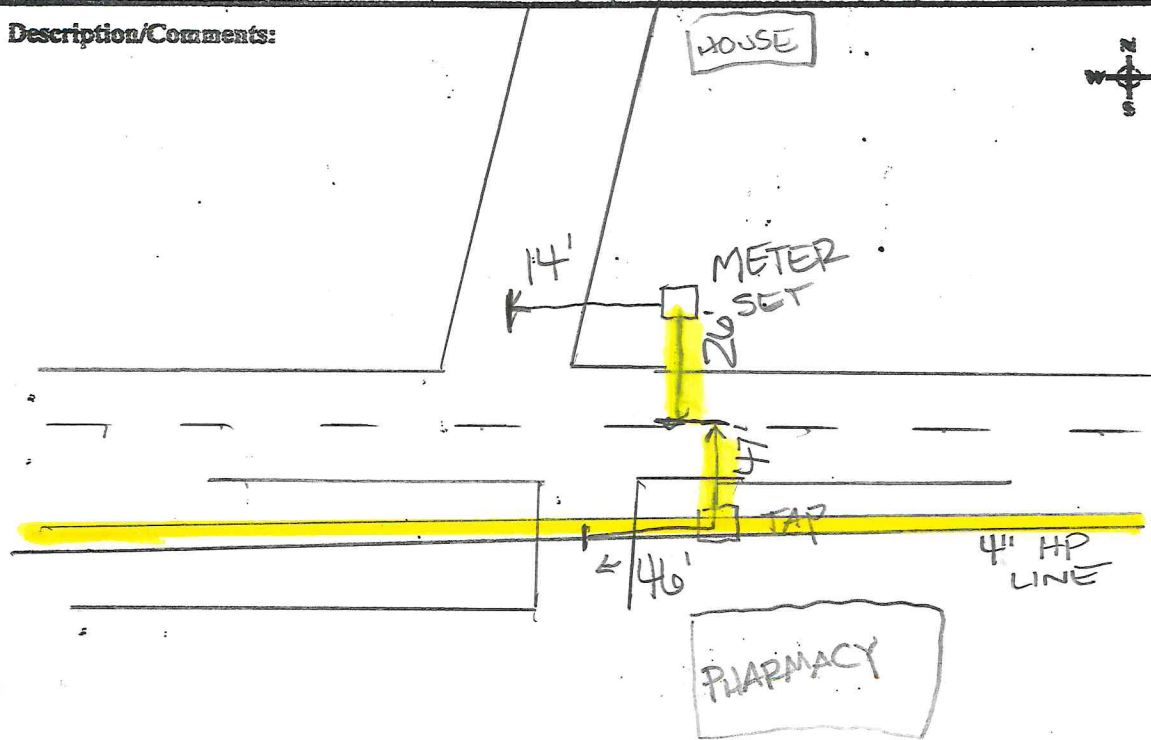 Description/Comments:
HOUSE
N
W
S
14'
METER
SET
26'
47'
TAP
46'
4" HP
LINE
PHARMACY